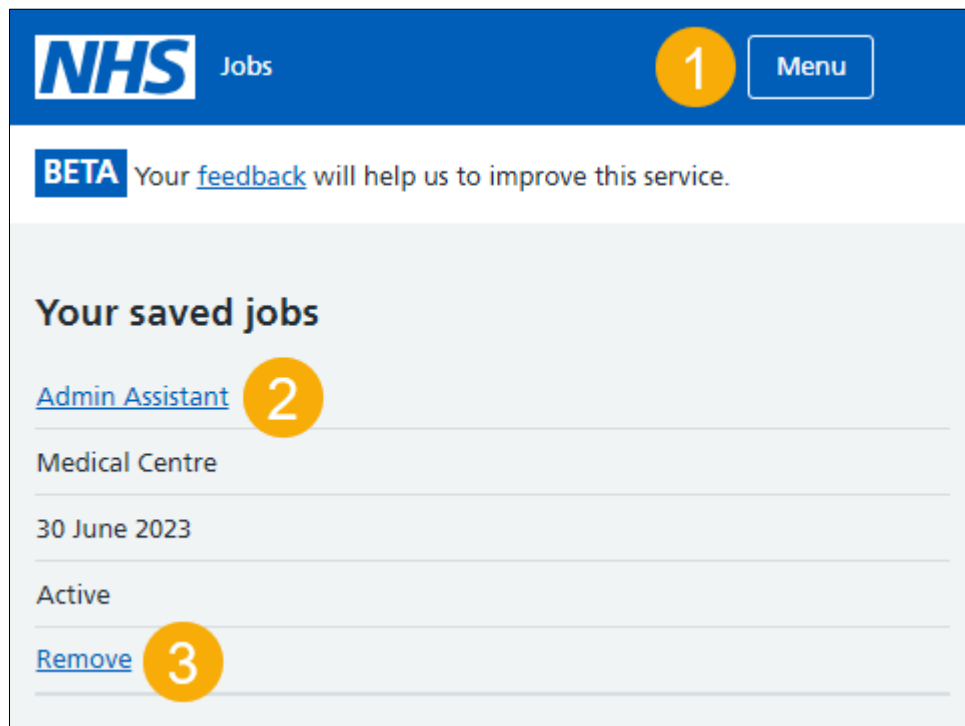 NHS Jobs 1 Menu
BETA Your feedback will help us to improve this service.
Your saved jobs
Admin Assistant 2
Medical Centre
30 June 2023
Active
Remove 3